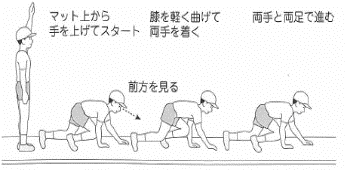 マット上から
手を上げてスタート
膝を軽く曲げて
両手を着く
両手と両足で進む
前方を見る